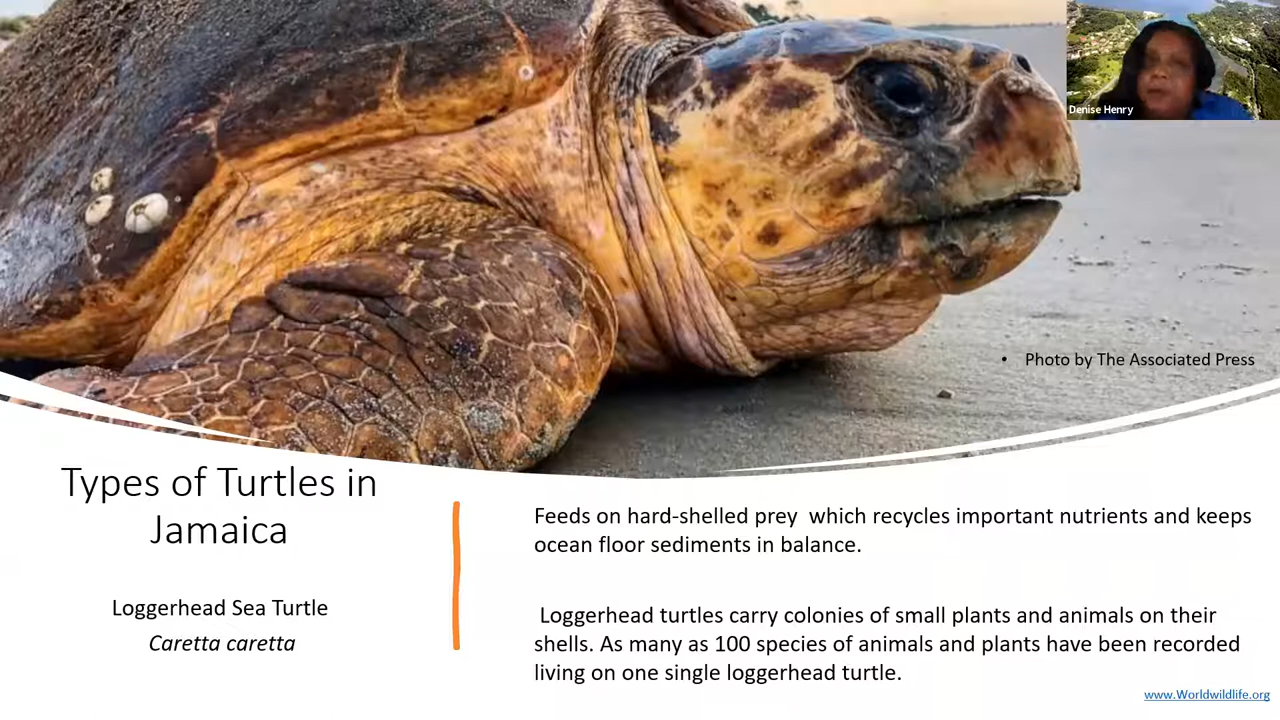 Denise Henry
• Photo by The Associated Press
Types of Turtles in
Jamaica
Loggerhead Sea Turtle
Caretta caretta
Feeds on hard-shelled prey  which recycles important nutrients and keeps
ocean floor sediments in balance.
Loggerhead turtles carry colonies of small plants and animals on their
shells. As many as 100 species of animals and plants have been recorded
living on one single loggerhead turtle.
www.Worldwildlife.org